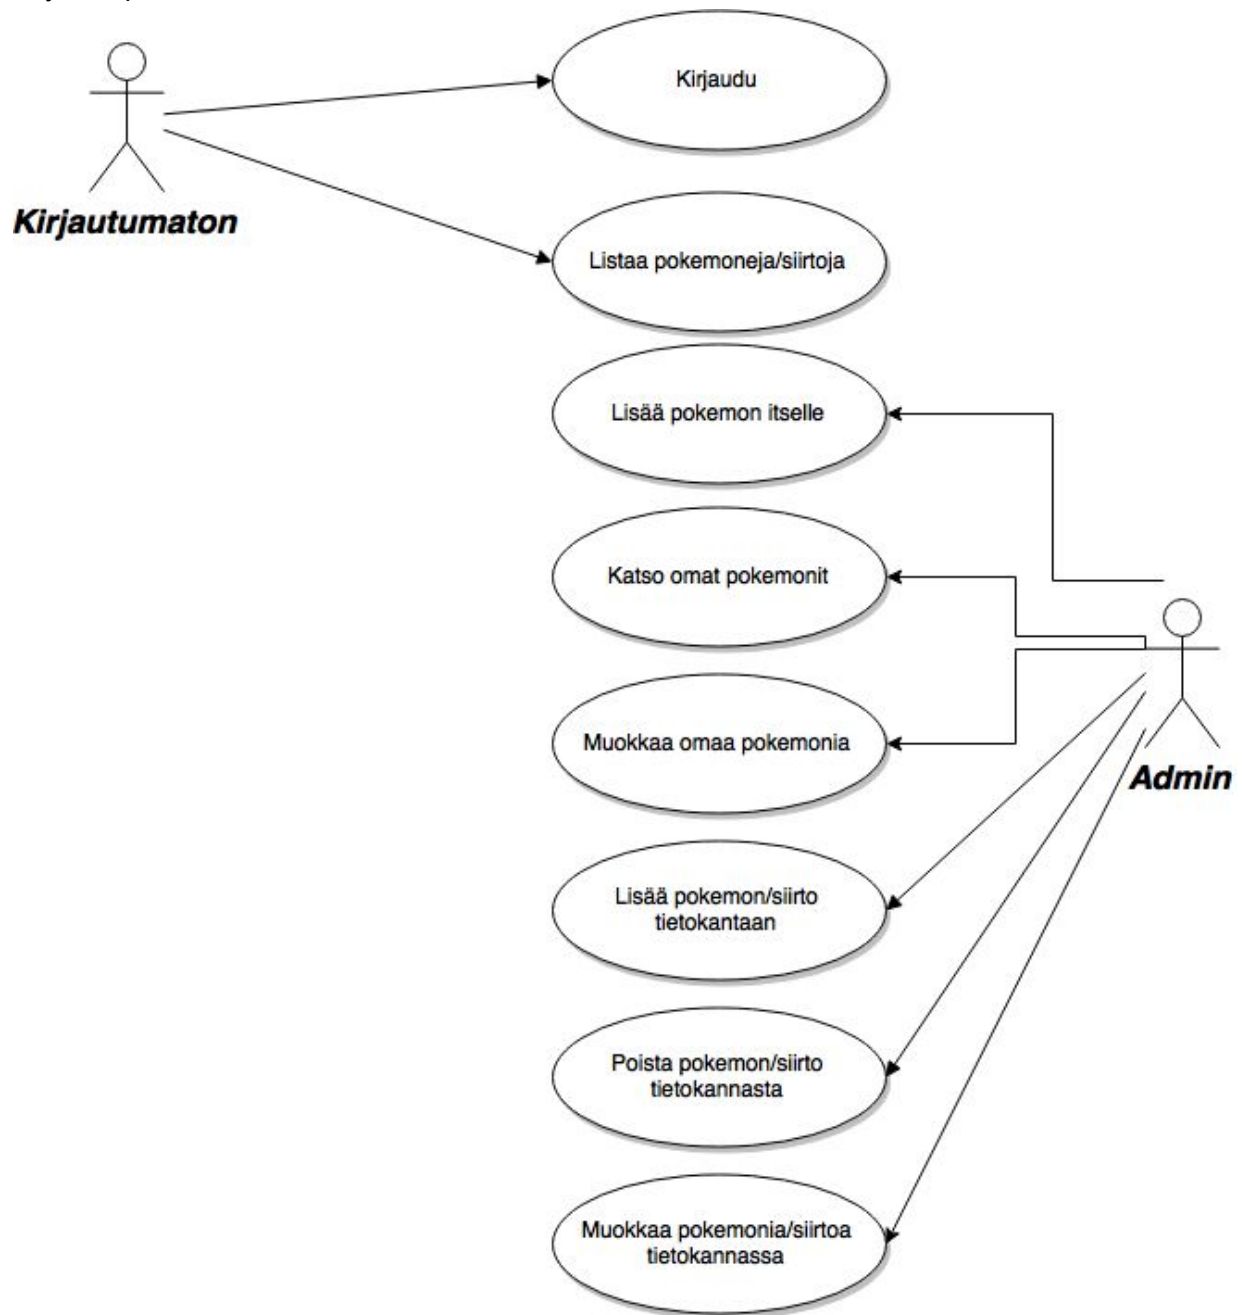 Kirjaudu
Kirjautumaton
Listaa pokemoneja/siirtoja
Lisää pokemon itselle
Katso omat pokemonit
Muokkaa omaa pokemonia
Admin
Lisää pokemon/siirto
tietokantaan
Poista pokemon/siirto
tietokannasta
Muokkaa pokemonia/siirtoa
tietokannassa